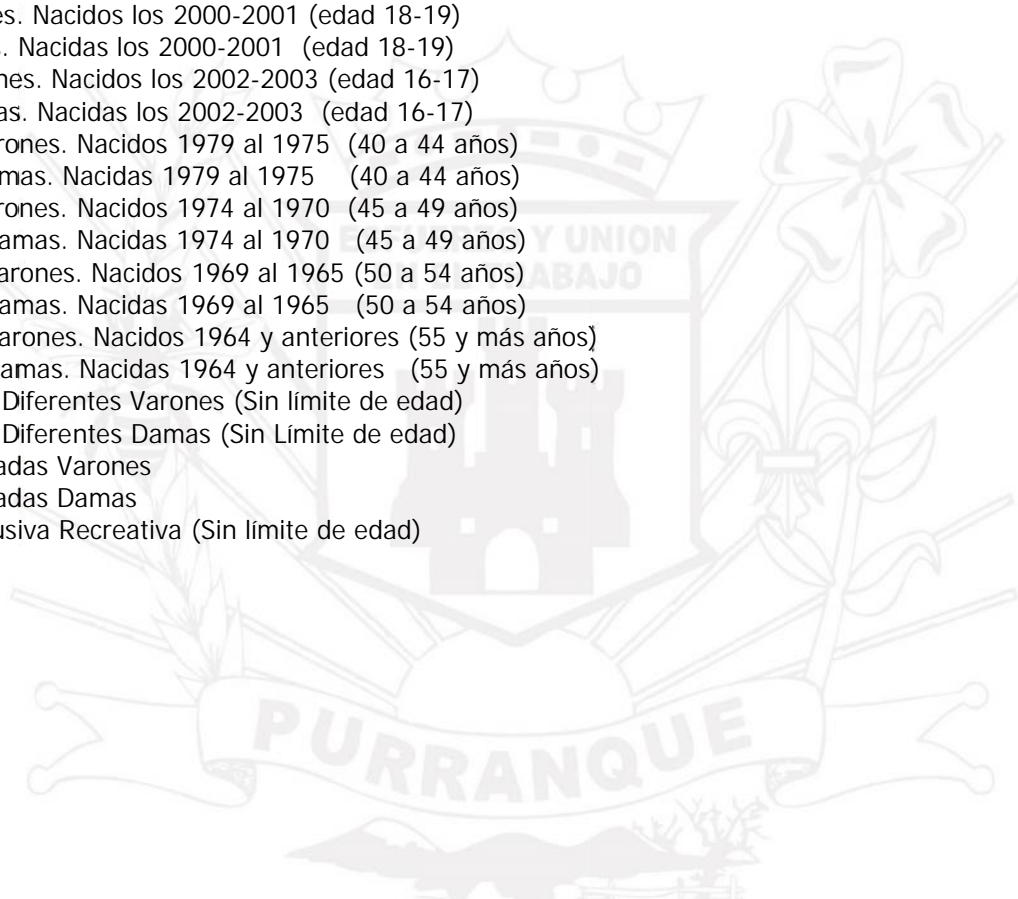 es. Nacidos los 2000-2001 (edad 18-19)
s. Nacidas los 2000-2001 (edad 18-19)
nes. Nacidos los 2002-2003 (edad 16-17)
as. Nacidas los 2002-2003 (edad 16-17)
rones. Nacidos 1979 al 1975 (40 a 44 años)
mas. Nacidas 1979 al 1975 (40 a 44 años)
rones. Nacidos 1974 al 1970 (45 a 49 años)
amas. Nacidas 1974 al 1970 (45 a 49 años)
arones. Nacidos 1969 al 1965 (50 a 54 años)
amas. Nacidas 1969 al 1965 (50 a 54 años)
arones. Nacidos 1964 y anteriores (55 y más años)
amas. Nacidas 1964 y anteriores (55 y más años)
Diferentes Varones (Sin límite de edad)
Diferentes Damas (Sin Límite de edad)
adas Varones
adas Damas
usiva Recreativa (Sin límite de edad)
ESFUERZO Y UNION
EN EL TRABAJO
PURRANQUE